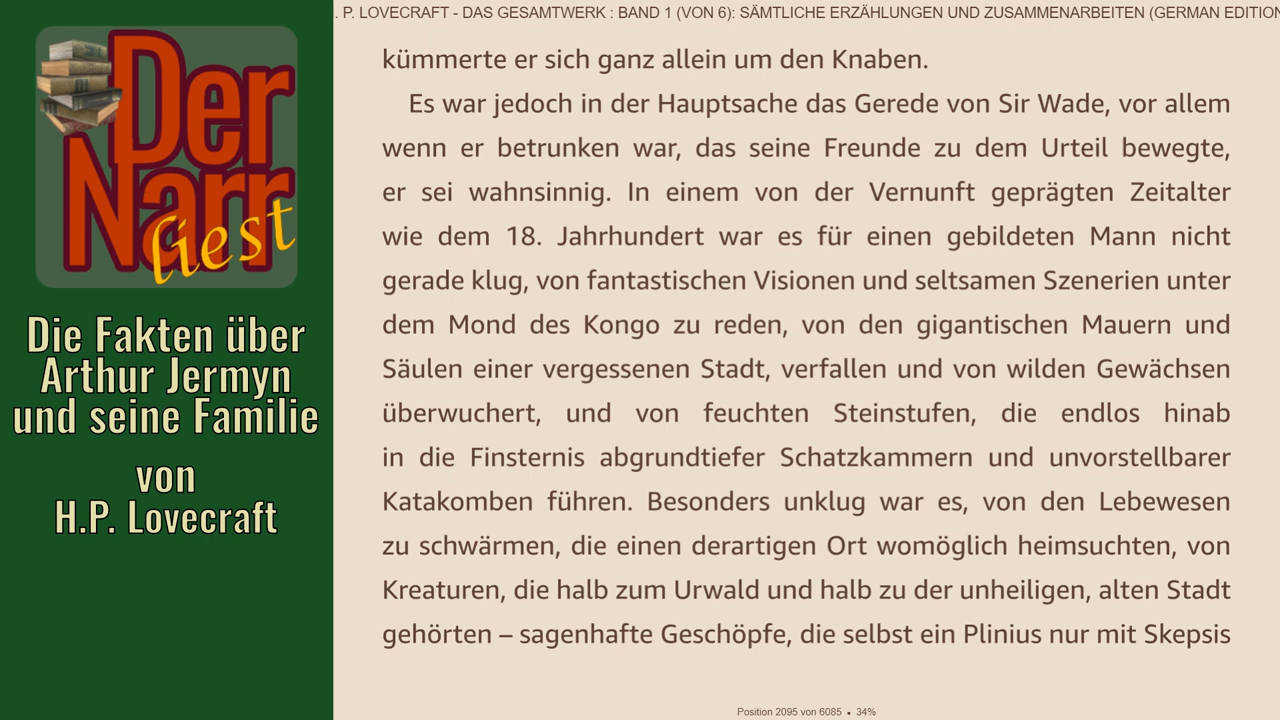 Der
Narr
liest
Die Fakten über
Arthur Jermyn
und seine Familie
von
H.P. Lovecraft
. P. LOVECRAFT - DAS GESAMTWERK : BAND 1 (VON 6): SÄMTLICHE ERZÄHLUNGEN UND ZUSAMMENARBEITEN (GERMAN EDITION
kümmerte er sich ganz allein um den Knaben.
Es war jedoch in der Hauptsache das Gerede von Sir Wade, vor allem
wenn er betrunken war, das seine Freunde zu dem Urteil bewegte,
er sei wahnsinnig. In einem von der Vernunft geprägten Zeitalter
wie dem 18. Jahrhundert war es für einen gebildeten Mann nicht
gerade klug, von fantastischen Visionen und seltsamen Szenerien unter
dem Mond des Kongo zu reden, von den gigantischen Mauern und
Säulen einer vergessenen Stadt, verfallen und von wilden Gewächsen
überwuchert, und von feuchten Steinstufen, die endlos hinab
in die Finsternis abgrundtiefer Schatzkammern und unvorstellbarer
Katakomben führen. Besonders unklug war es, von den Lebewesen
zu schwärmen, die einen derartigen Ort womöglich heimsuchten, von
Kreaturen, die halb zum Urwald und halb zu der unheiligen, alten Stadt
gehörten – sagenhafte Geschöpfe, die selbst ein Plinius nur mit Skepsis
Position 2095 von 6085 • 34%